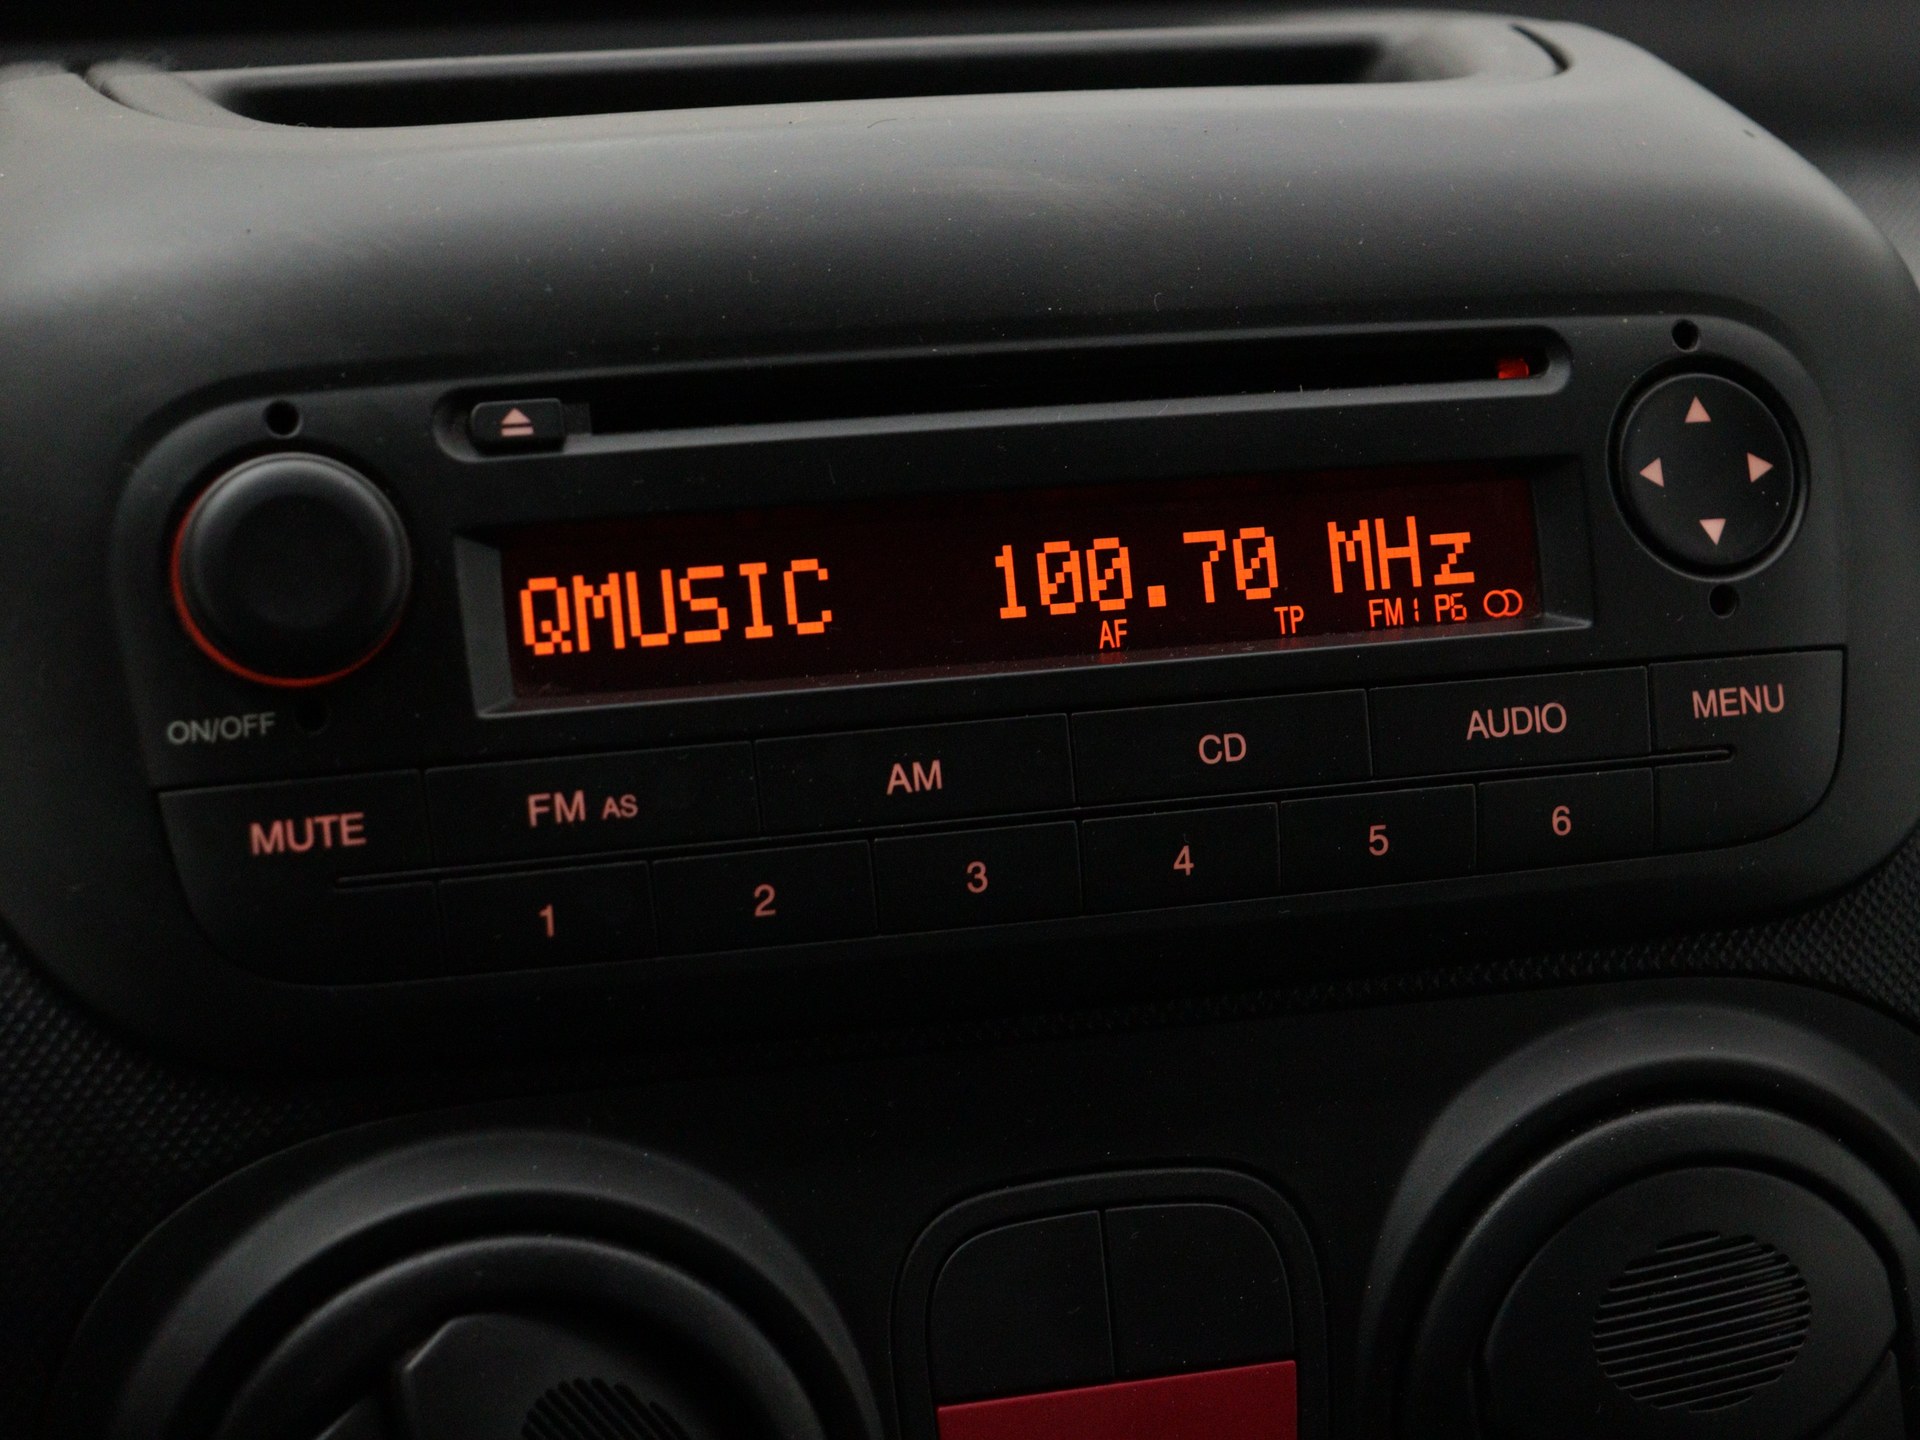 QMUSIC 100.70 MHz
AF TP FM1 P6
ON/OFF
MUTE FM AS AM CD AUDIO MENU
1 2 3 4 5 6